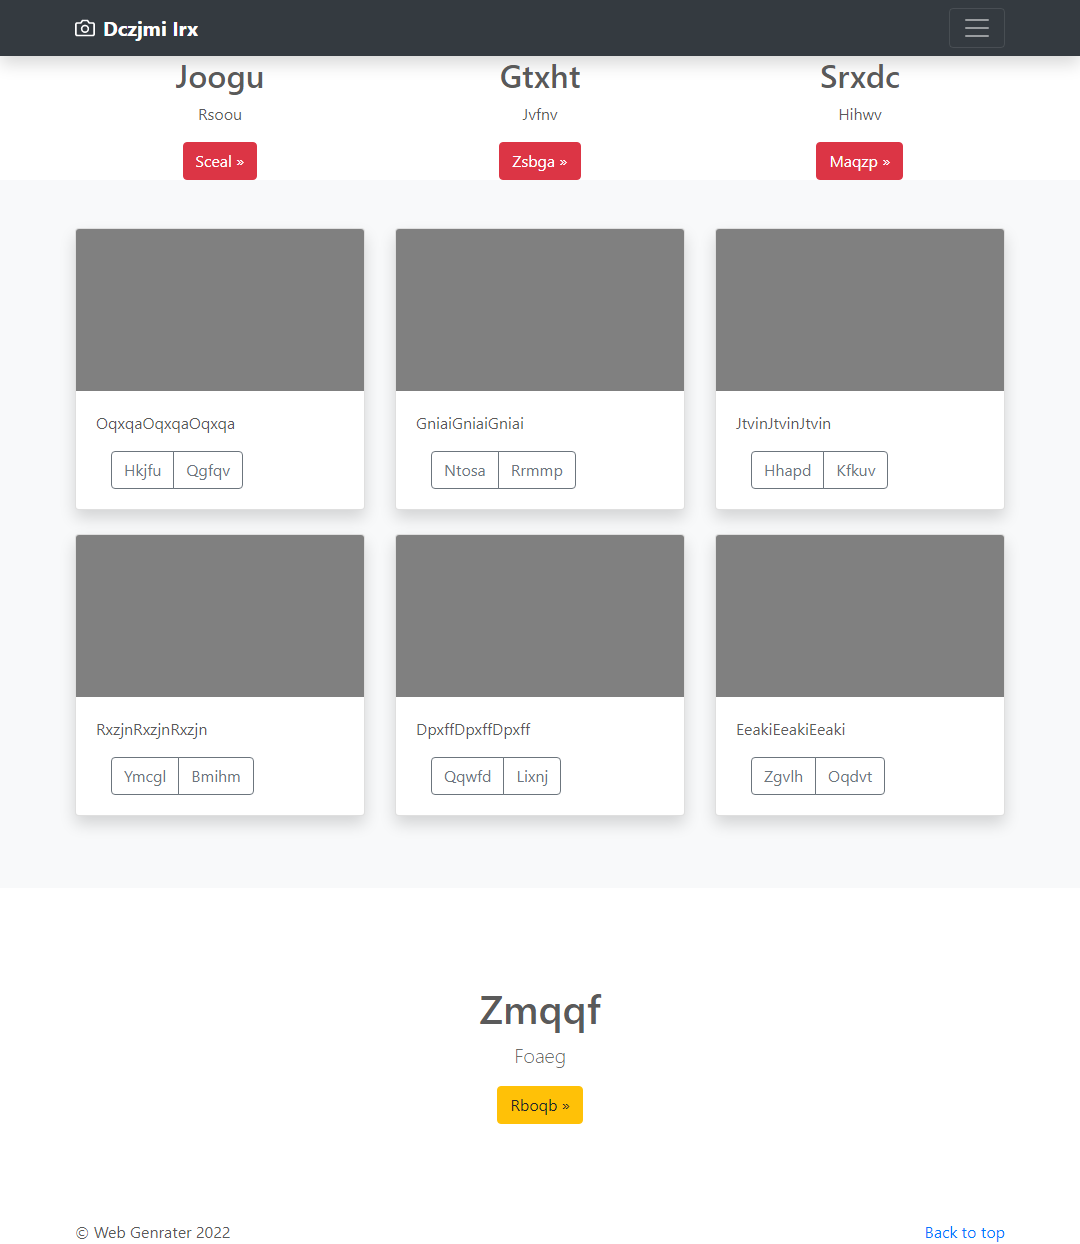 Dczjmi Irx
Joogu
Gtxht
Srxdc
Rsoou
Jvfnv
Hihwv
Sceal »
Zsbga »
Maqzp »
OqxqaOqxqaOqxqa
GniaiGniaiGniai
JtvinJtvinJtvin
Hkjfu Qgfqv
Ntosa Rrmmp
Hhapd Kfkuv
RxzjnRxzjnRxzjn
DpxffDpxffDpxff
EeakiEeakiEeaki
Ymcgl Bmihm
Qqwfd Lixnj
Zgvlh Oqdvt
Zmqqf
Foaeg
Rboqb »
© Web Genrater 2022
Back to top